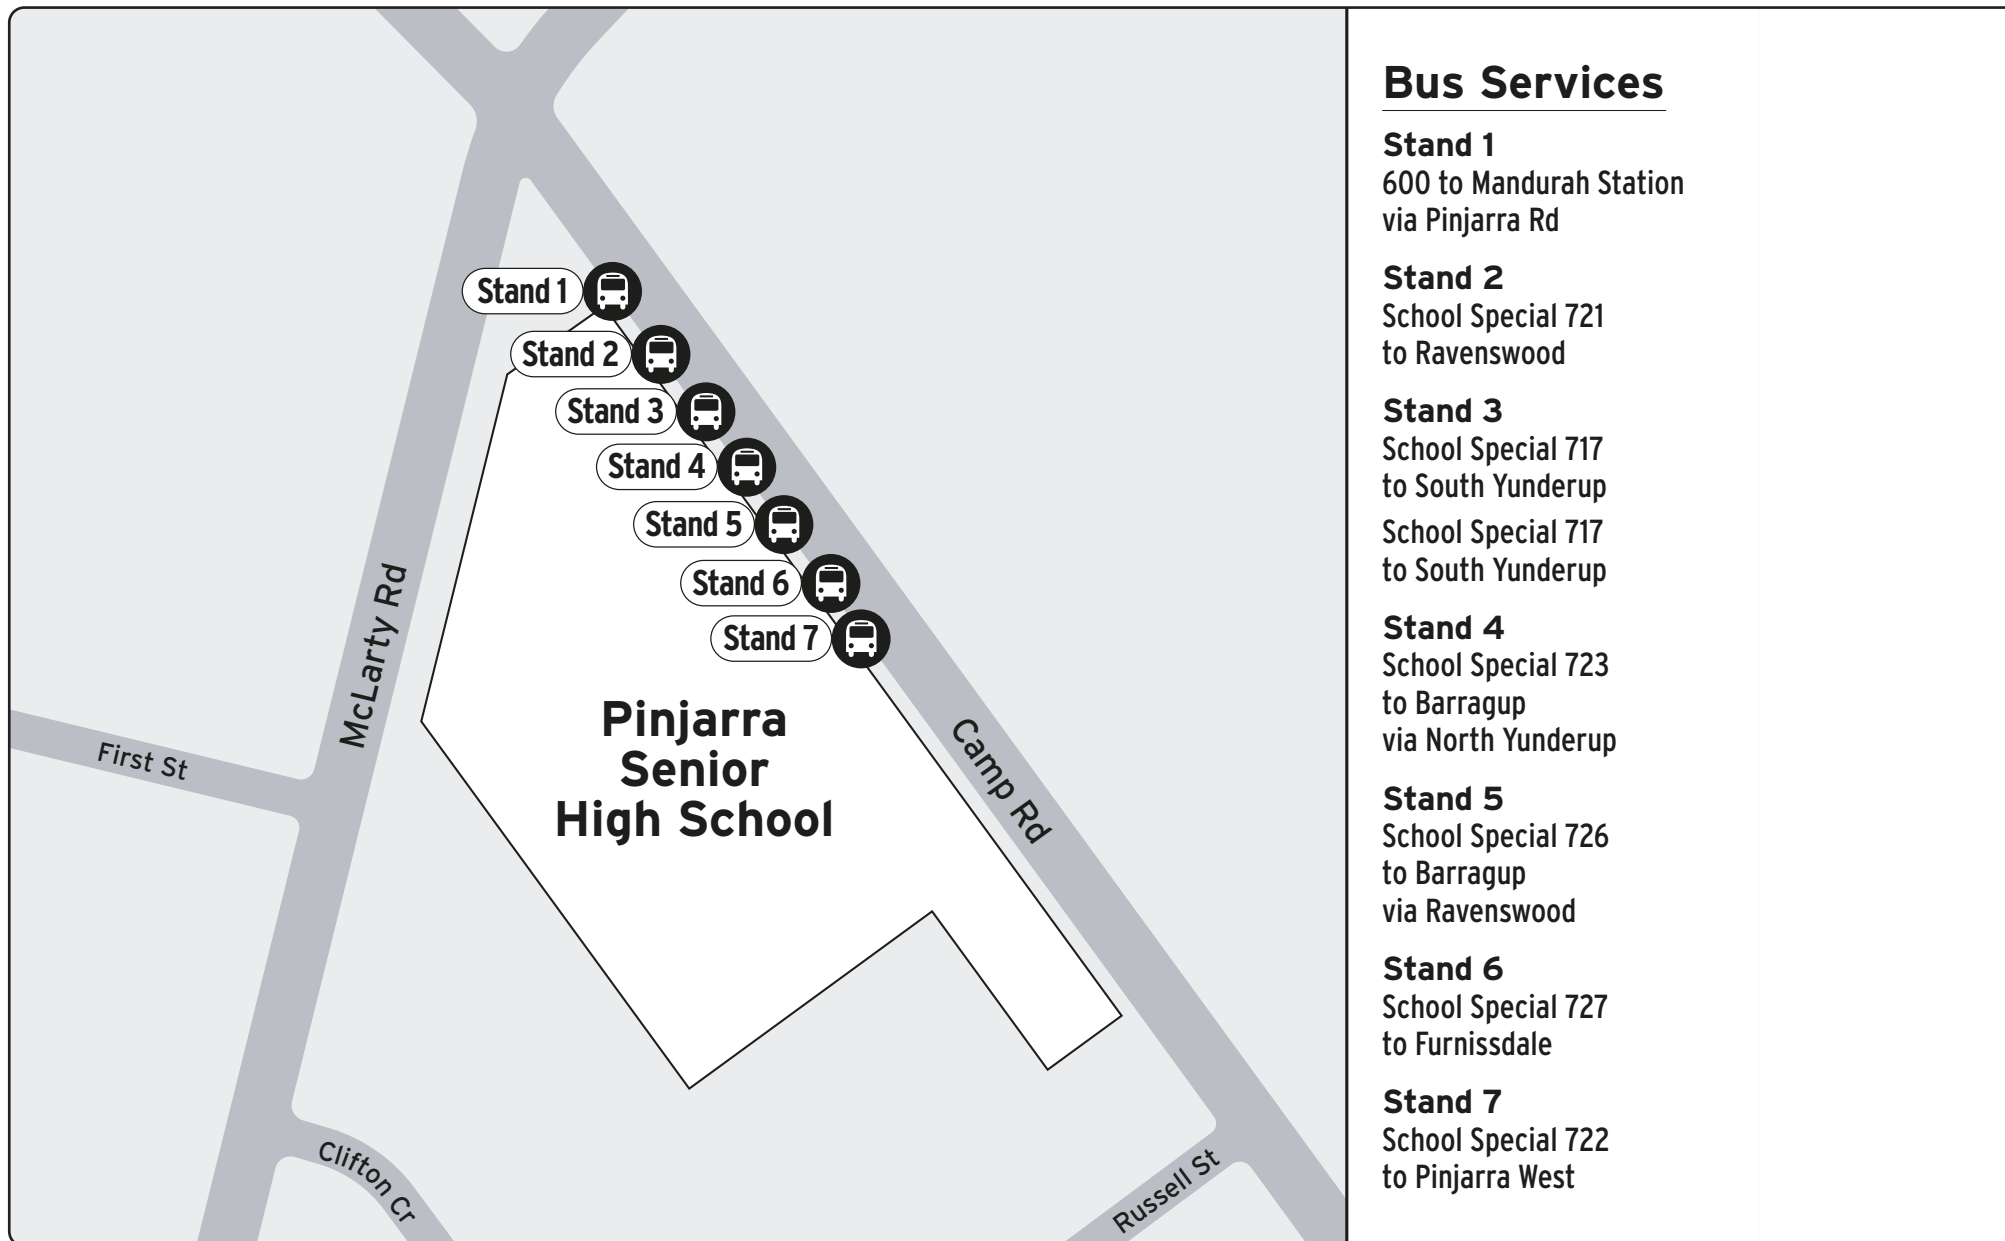 Stand 1
Stand 2
Stand 3
Stand 4
Stand 5
Stand 6
Stand 7
McLarty Rd
First St
Pinjarra
Senior
High School
Camp Rd
Clifton Cr
Russell St
Bus Services
Stand 1
600 to Mandurah Station
via Pinjarra Rd
Stand 2
School Special 721
to Ravenswood
Stand 3
School Special 717
to South Yunderup
School Special 717
to South Yunderup
Stand 4
School Special 723
to Barragup
via North Yunderup
Stand 5
School Special 726
to Barragup
via Ravenswood
Stand 6
School Special 727
to Furnissdale
Stand 7
School Special 722
to Pinjarra West